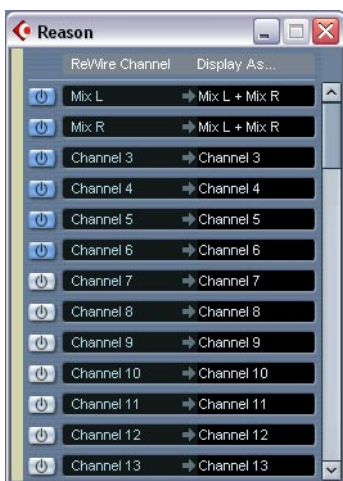 Reason
ReWire Channel Display As...
Mix L Mix L + Mix R
Mix R Mix L + Mix R
Channel 3 Channel 3
Channel 4 Channel 4
Channel 5 Channel 5
Channel 6 Channel 6
Channel 7 Channel 7
Channel 8 Channel 8
Channel 9 Channel 9
Channel 10 Channel 10
Channel 11 Channel 11
Channel 12 Channel 12
Channel 13 Channel 13